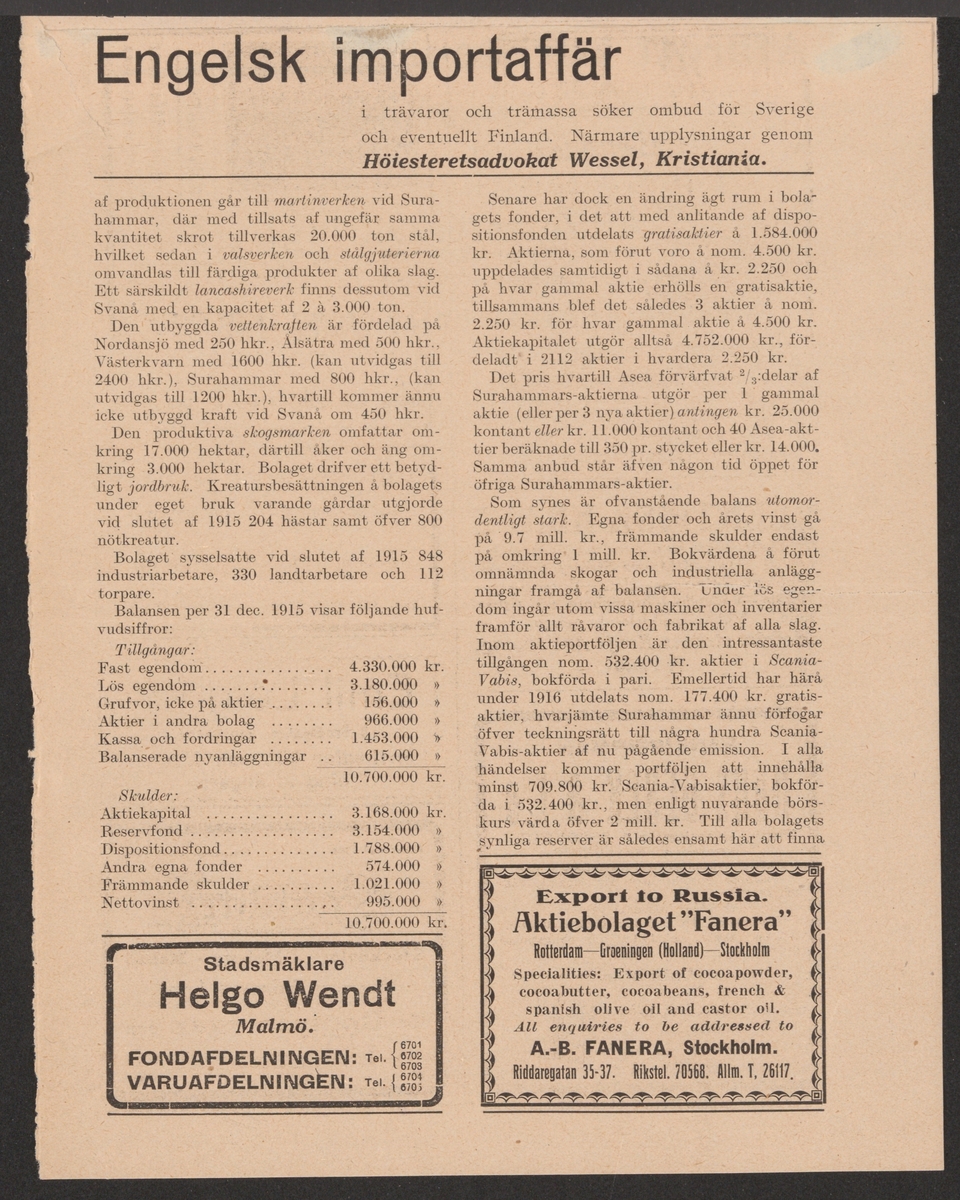 Engelsk importaffär
i trävaror och trämassa söker ombud för Sverige
och eventuellt Finland. Närmare upplysningar genom
Höiesteretsadvokat Wessel, Kristiania.
af produktionen går till martinverken vid Sura-
hammar, där med tillsats af ungefär samma
kvantitet skrot tillverkas 20.000 ton stål,
hvilket sedan i valsverken och stålgjuterierna
omvandlas till färdiga produkter af olika slag.
Ett särskildt lancashireverk finns dessutom vid
Svanå med en kapacitet af 2 à 3.000 ton.
Den utbyggda vettenkraften är fördelad på
Nordansjö med 250 hkr., Ålsätra med 500 hkr.,
Västerkvarn med 1600 hkr. (kan utvidgas till
2400 hkr.), Surahammar med 800 hkr., (kan
utvidgas till 1200 hkr.), hvartill kommer ännu
icke utbyggd kraft vid Svanå om 450 hkr.
Den produktiva skogsmarken omfattar om-
kring 17.000 hektar, därtill åker och äng om-
kring 3.000 hektar. Bolaget drifver ett betyd-
ligt jordbruk. Kreatursbesättningen å bolagets
under eget bruk varande gårdar utgjorde
vid slutet af 1915 204 hästar samt öfver 800
nötkreatur.
Bolaget sysselsatte vid slutet af 1915 848
industriarbetare, 330 landtarbetare och 112
torpare.
Balansen per 31 dec. 1915 visar följande huf-
vudsiffror:
Tillgångar:
Fast egendom................ 4.330.000 kr.
Lös egendom ................ 3.180.000 »
Grufvor, icke på aktier ........ 156.000 »
Aktier i andra bolag ........ 966.000 »
Kassa och fordringar ........ 1.453.000 »
Balanserade nyanläggningar .. 615.000 »
10.700.000 kr.
Skulder:
Aktiekapital ................ 3.168.000 kr.
Reservfond.................. 3.154.000 »
Dispositionsfond.............. 1.788.000 »
Andra egna fonder .......... 574.000 »
Främmande skulder .......... 1.021.000 »
Nettovinst .................. 995.000 »
10.700.000 kr.
Stadsmäklare
Helgo Wendt
Malmö.
FONDAFDELNINGEN: Tel. { 6701 6702 6703
VARUAFDELNINGEN: Tel. { 6704 6705
Senare har dock en ändring ägt rum i bola-
gets fonder, i det att med anlitande af dispo-
sitionsfonden utdelats gratisaktier å 1.584.000
kr. Aktierna, som förut voro å nom. 4.500 kr.
uppdelades samtidigt i sådana å kr. 2.250 och
på hvar gammal aktie erhölls en gratisaktie,
tillsammans blef det således 3 aktier å nom.
2.250 kr. för hvar gammal aktie å 4.500 kr.
Aktiekapitalet utgör alltså 4.752.000 kr., för-
deladt i 2112 aktier i hvardera 2.250 kr.
Det pris hvartill Asea förvärfvat 2/3:delar af
Surahammars-aktierna utgör per 1 gammal
aktie (eller per 3 nya aktier) antingen kr. 25.000
kontant eller kr. 11.000 kontant och 40 Asea-akt-
tier beräknade till 350 pr. stycket eller kr. 14.000.
Samma anbud står äfven någon tid öppet för
öfriga Surahammars-aktier.
Som synes är ofvanstående balans utomor-
dentligt stark. Egna fonder och årets vinst gå
på 9.7 mill. kr., främmande skulder endast
på omkring 1 mill. kr. Bokvärdena å förut
omnämnda skogar och industriella anlägg-
ningar framgå af balansen. Under lös egen-
dom ingår utom vissa maskiner och inventarier
framför allt råvaror och fabrikat af alla slag.
Inom aktieportföljen är den intressantaste
tillgången nom. 532.400 kr. aktier i Scania-
Vabis, bokförda i pari. Emellertid har härå
under 1916 utdelats nom. 177.400 kr. gratis-
aktier, hvarjämte Surahammar ännu förfogar
öfver teckningsrätt till några hundra Scania-
Vabis-aktier af nu pågående emission. I alla
händelser kommer portföljen att innehålla
minst 709.800 kr. Scania-Vabisaktier, bokför-
da i 532.400 kr., men enligt nuvarande börs-
kurs värda öfver 2 mill. kr. Till alla bolagets
synliga reserver är således ensamt här att finna
Export to Russia.
Aktiebolaget "Fanera"
Rotterdam—Groeningen (Holland)—Stockholm
Specialities: Export of cocoapowder,
cocoabutter, cocoabeans, french &
spanish olive oil and castor oil.
All enquiries to be addressed to
A.-B. FANERA, Stockholm.
Riddaregatan 35-37. Rikstel. 70568. Allm. T. 26117.